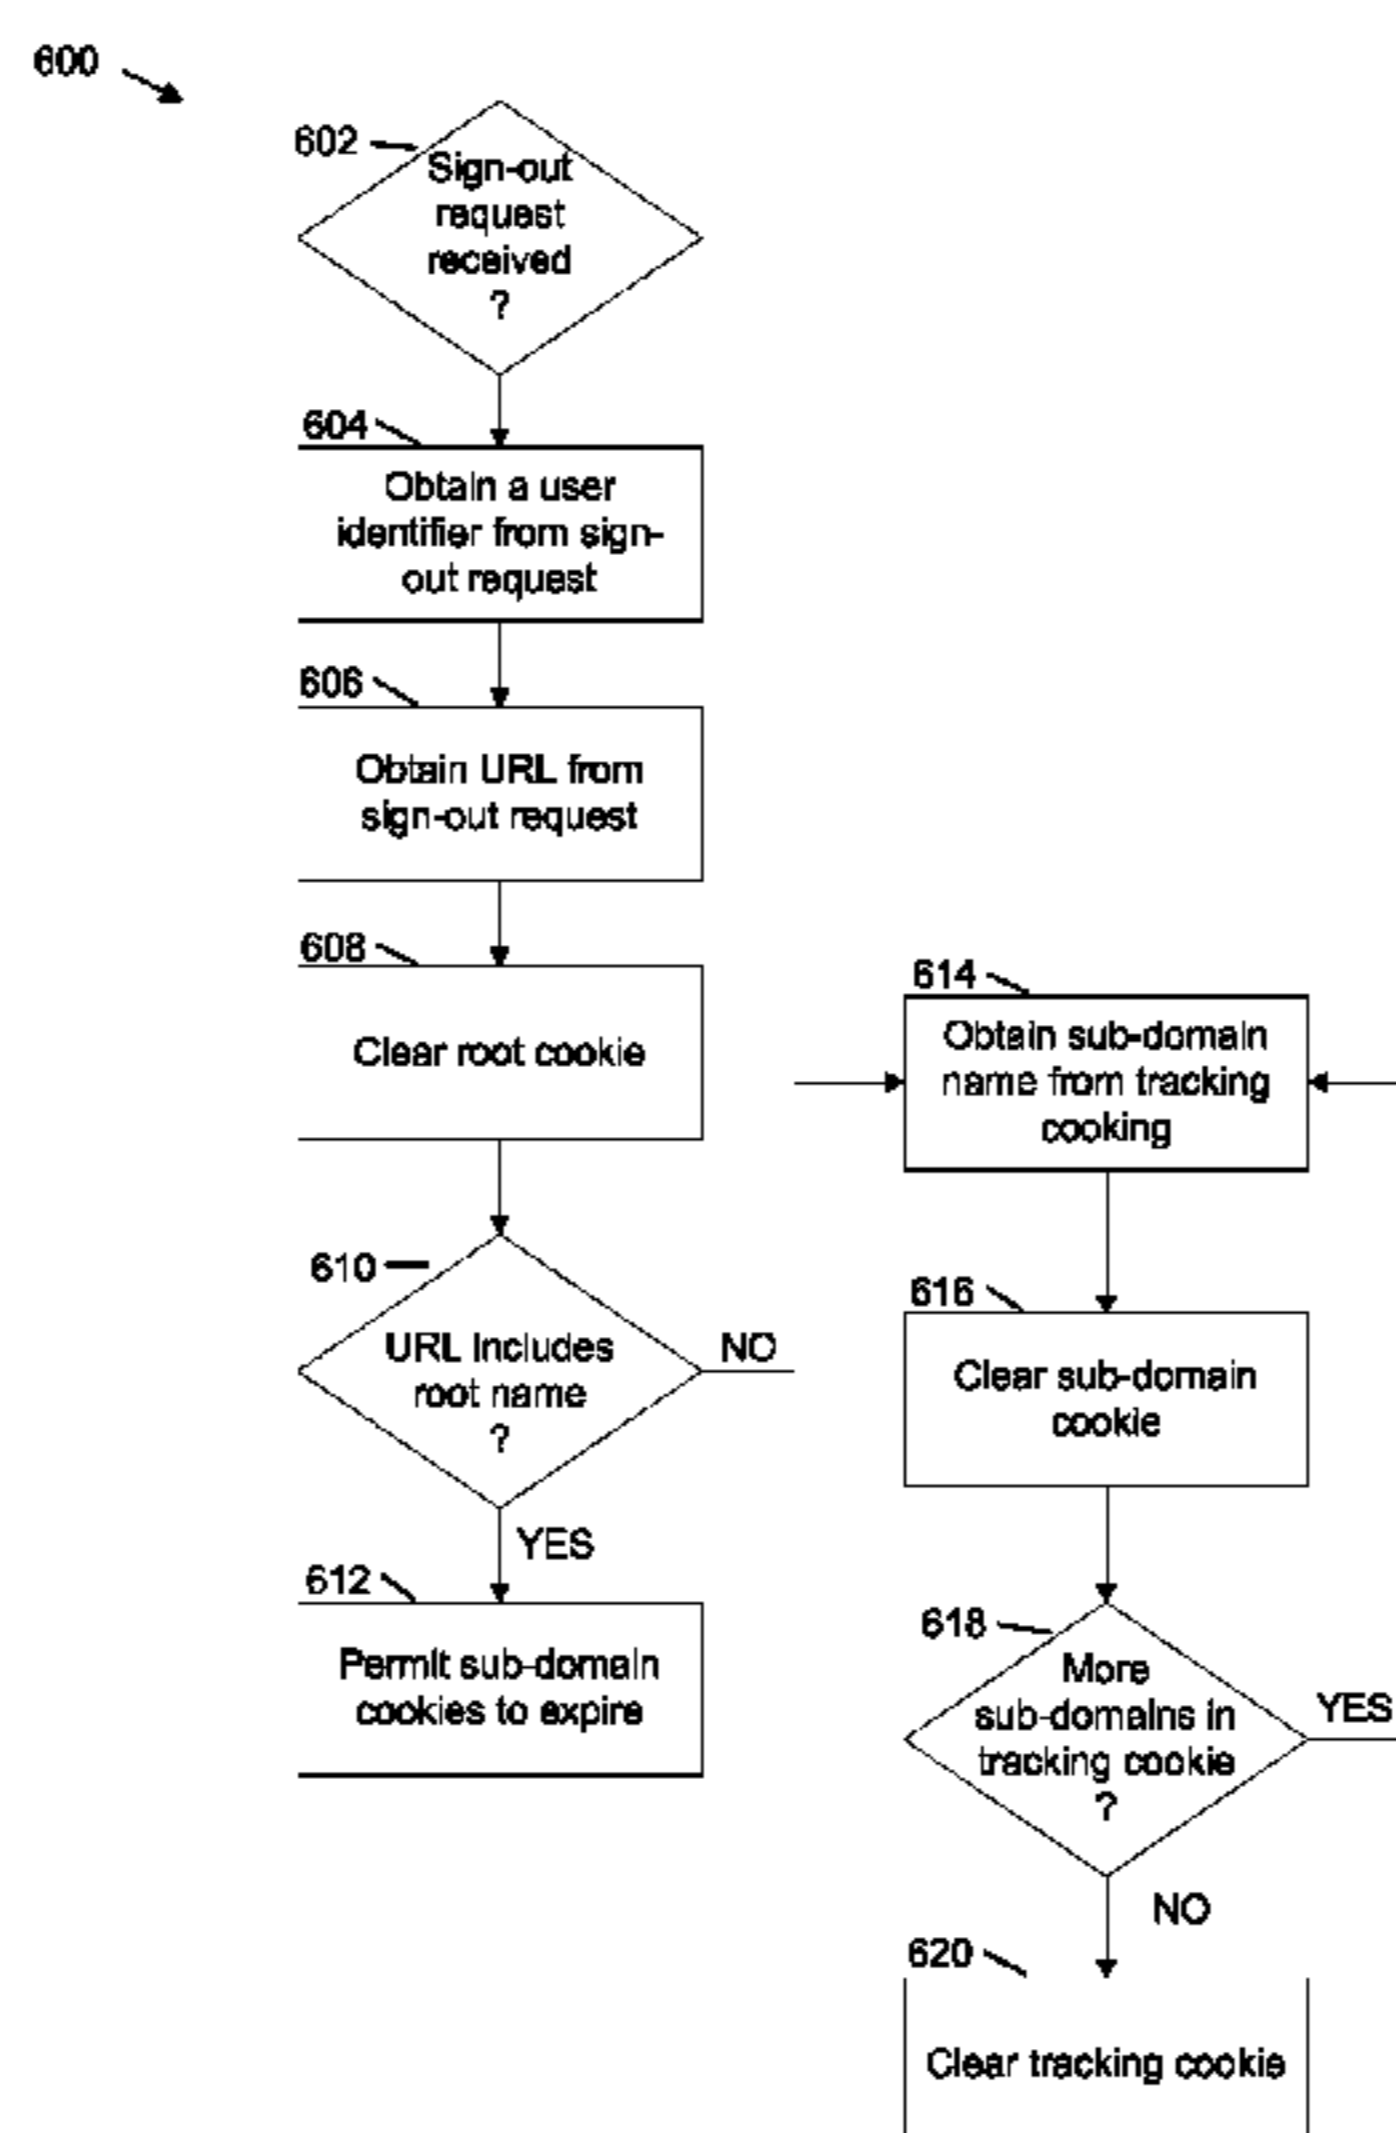 600
602
Sign-out
request
received
?
604
Obtain a user
identifier from sign-
out request
606
Obtain URL from
sign-out request
608
Clear root cookie
610
URL includes
root name
?
NO
YES
612
Permit sub-domain
cookies to expire
614
Obtain sub-domain
name from tracking
cooking
616
Clear sub-domain
cookie
618
More
sub-domains in
tracking cookie
?
YES
NO
620
Clear tracking cookie